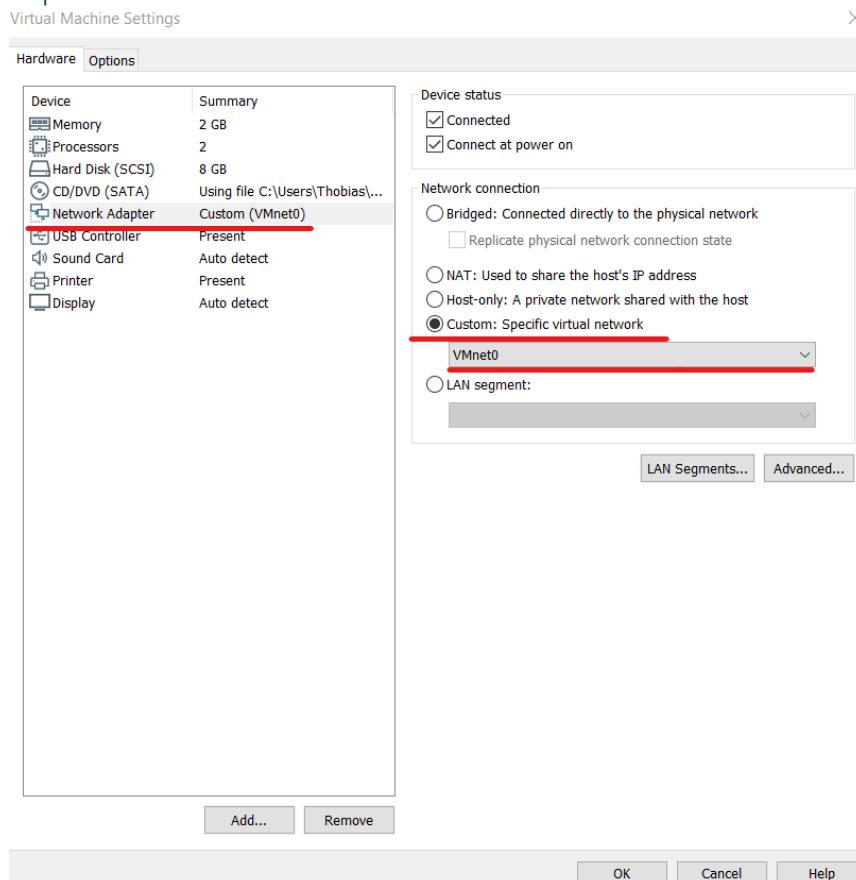 Virtual Machine Settings
Hardware Options
Device Summary
Memory 2 GB
Processors 2
Hard Disk (SCSI) 8 GB
CD/DVD (SATA) Using file C:\Users\Thobias\...
Network Adapter Custom (VMnet0)
USB Controller Present
Sound Card Auto detect
Printer Present
Display Auto detect
Add... Remove
Device status
Connected
Connect at power on
Network connection
Bridged: Connected directly to the physical network
Replicate physical network connection state
NAT: Used to share the host's IP address
Host-only: A private network shared with the host
Custom: Specific virtual network
VMnet0
LAN segment:
LAN Segments... Advanced...
OK Cancel Help